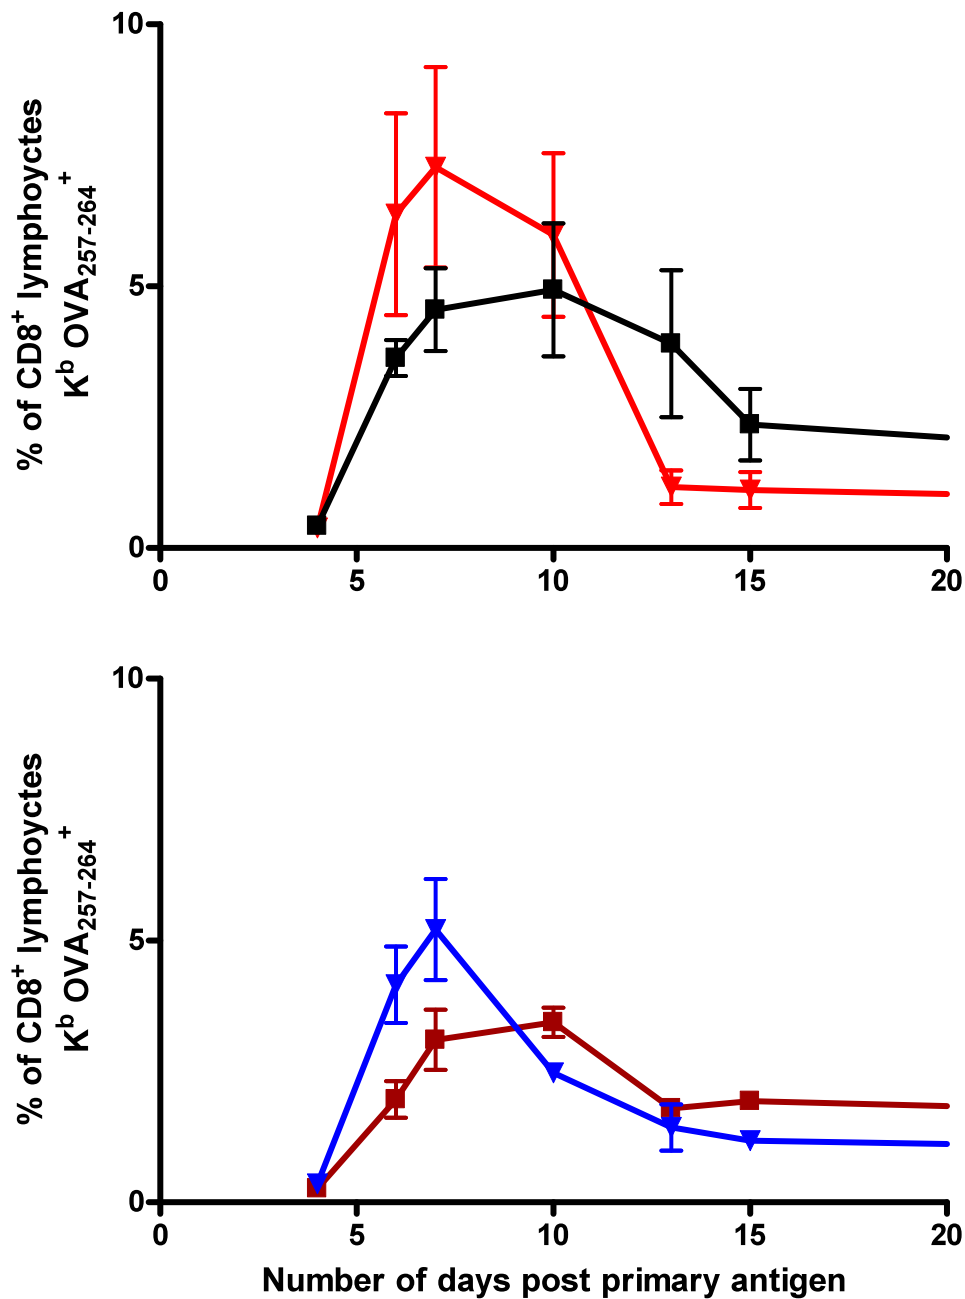 10
5
0
% of CD8⁺ lymphoyctes
Kᵇ OVA₂₅₇₋₂₆₄⁺
0 5 10 15 20
10
5
0
% of CD8⁺ lymphoyctes
Kᵇ OVA₂₅₇₋₂₆₄⁺
0 5 10 15 20
Number of days post primary antigen